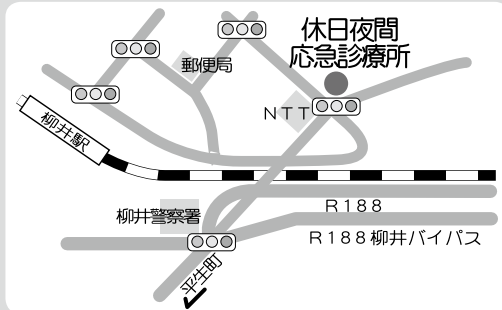 休日夜間
応急診療所
郵便局
NTT
柳井駅
柳井警察署
R188
R188柳井バイパス
平生町